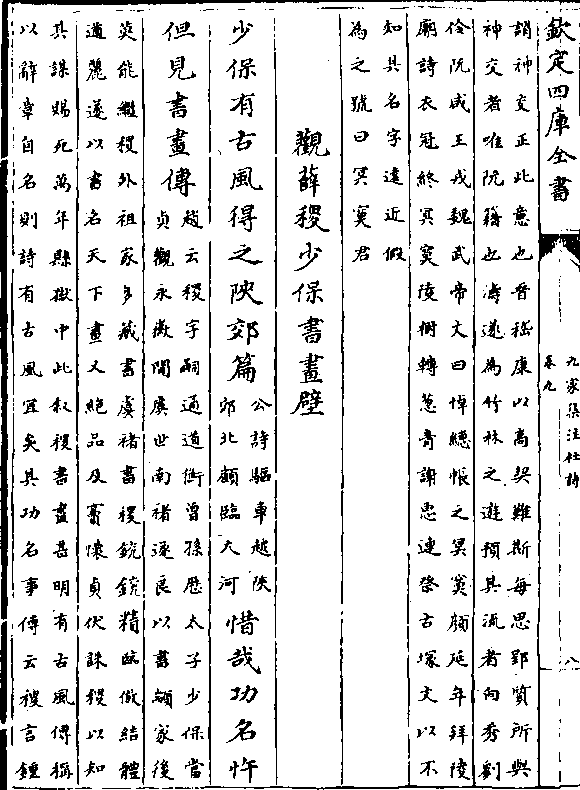 欽定四庫全書
九家集注杜詩
卷九
八
誚神交正此意也晉嵇康以高契難斯每思郢質所與
神交者唯阮籍也濤遂為竹林之遊預其流者向秀劉
伶阮咸王戎魏武帝文曰悼繐帳之冥冥顔延年拜陵
廟詩衣冠終冥寞陵樹轉葱青謝惠連祭古塚文以不
知其名字遠近假
為之號曰冥寞君
觀薛稷少保書畫壁
少保有古風得之陜郊篇
公詩驅車越陜
郊北顧臨大河
惜哉功名忤
但見書畫傳
趙云稷字嗣通道衡曾孫歷太子少保當
貞觀永徽間虞世南褚遂良以書顓家後
莫能繼稷外祖家多藏書虞褚書稷銳銳精臨倣結體
遒麗遂以書名天下畫又絶品及竇懷貞伏誅稷以知
其謀賜死萬年縣獄中此叙稷書畫甚明有古風傳稱
以辭章自名則詩有古風宜矣其功名事傳云稷言鍾